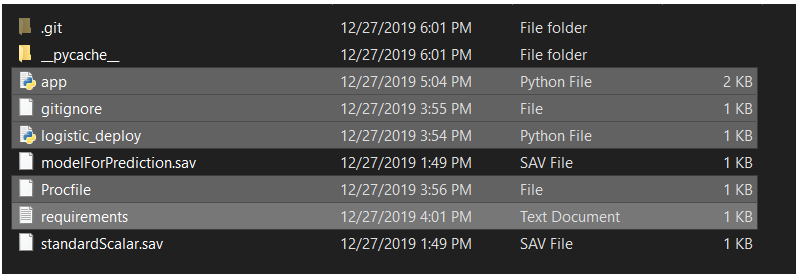 .git 12/27/2019 6:01 PM File folder
__pycache__ 12/27/2019 6:01 PM File folder
app 12/27/2019 5:04 PM Python File 2 KB
gitignore 12/27/2019 3:55 PM File 1 KB
logistic_deploy 12/27/2019 3:54 PM Python File 1 KB
modelForPrediction.sav 12/27/2019 1:49 PM SAV File 1 KB
Procfile 12/27/2019 3:56 PM File 1 KB
requirements 12/27/2019 4:01 PM Text Document 1 KB
standardScalar.sav 12/27/2019 1:49 PM SAV File 1 KB